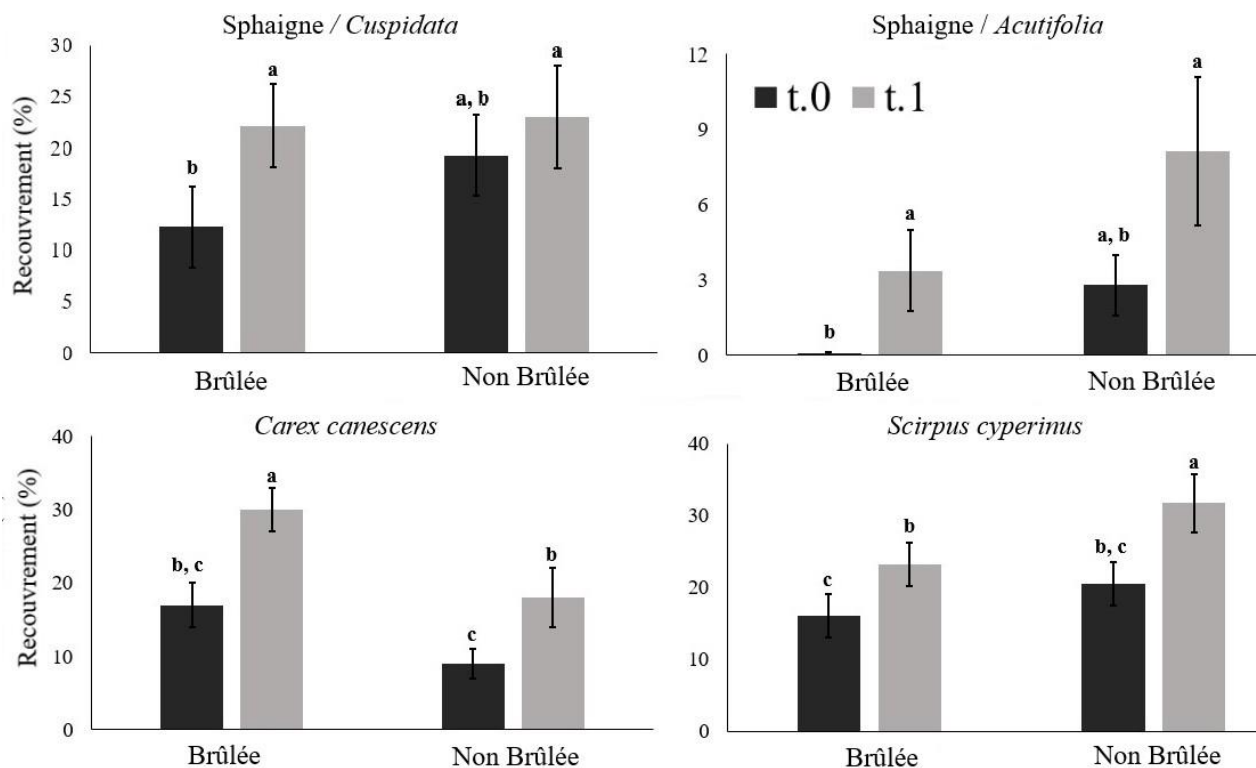 Sphaigne / Cuspidata
Recouvrement (%)
30
25
20
15
10
5
0
b
a
a, b
a
Brûlée
Non Brûlée
Sphaigne / Acutifolia
12
9
6
3
0
t.0
t.1
b
a
a, b
a
Brûlée
Non Brûlée
Carex canescens
Recouvrement (%)
40
30
20
10
0
b, c
a
c
b
Brûlée
Non Brûlée
Scirpus cyperinus
40
30
20
10
0
c
b
b, c
a
Brûlée
Non Brûlée